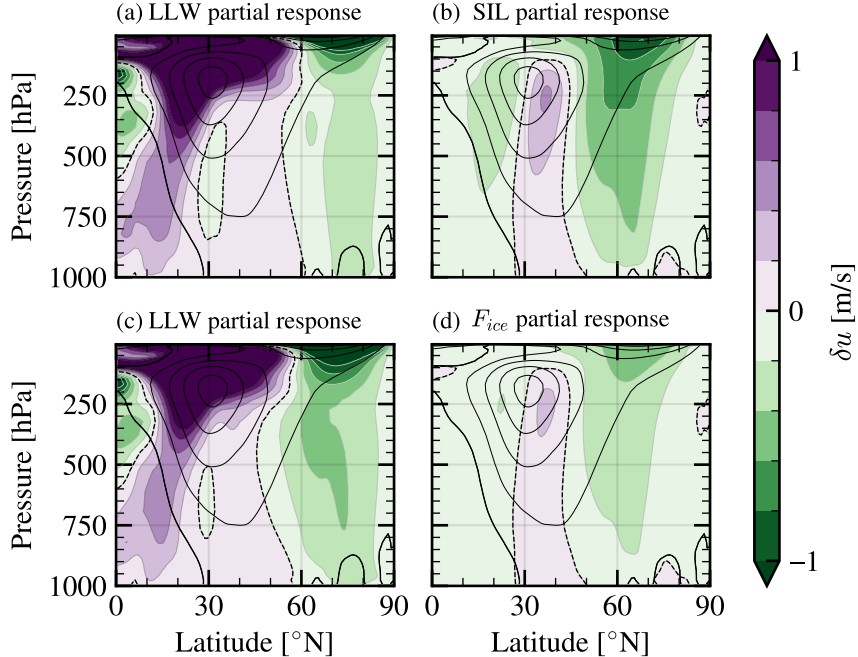 (a) LLW partial response
(b) SIL partial response
Pressure [hPa]
250
500
750
1000
1
0
−1
δu [m/s]
(c) LLW partial response
(d) F_ice partial response
Pressure [hPa]
250
500
750
1000
0 30 60 90
0 30 60 90
Latitude [°N]
Latitude [°N]